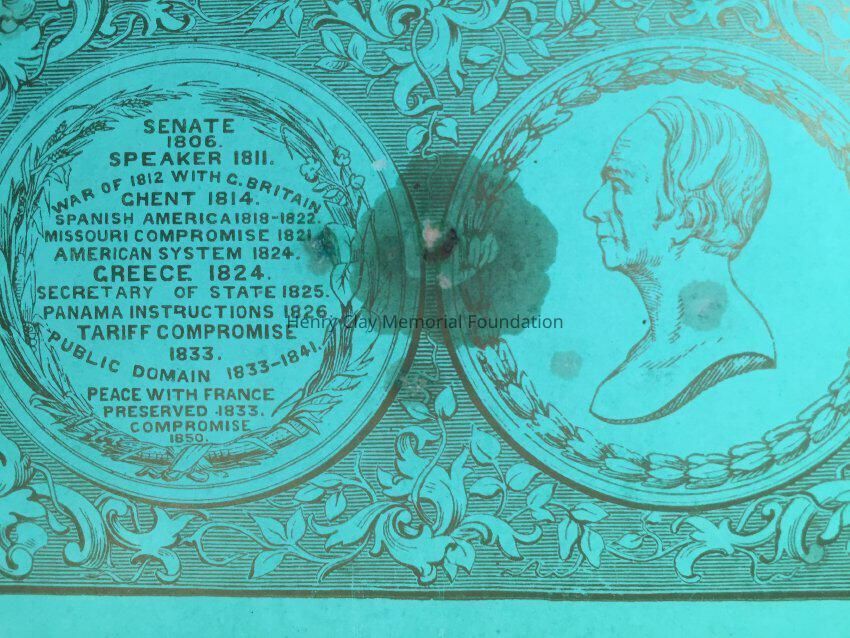 SENATE
1806.
SPEAKER 1811.
WAR OF 1812 WITH G. BRITAIN
GHENT 1814.
SPANISH AMERICA 1818-1822.
MISSOURI COMPROMISE 1821.
AMERICAN SYSTEM 1824.
GREECE 1824.
SECRETARY OF STATE 1825.
PANAMA INSTRUCTIONS 1826
TARIFF COMPROMISE
1833.
PUBLIC DOMAIN 1833-1841.
PEACE WITH FRANCE
PRESERVED 1833.
COMPROMISE
1850.
Henry Clay Memorial Foundation